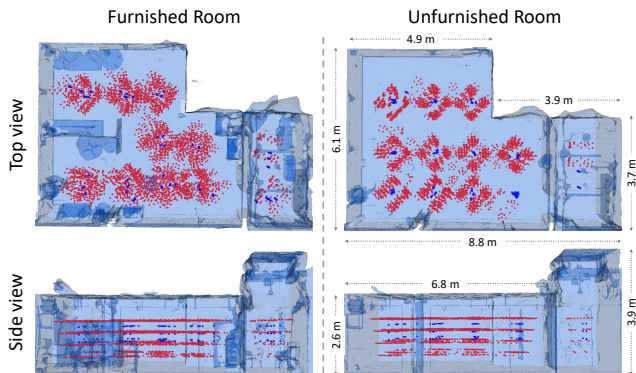 Furnished Room
Unfurnished Room
Top view
4.9 m
3.9 m
6.1 m
3.7 m
8.8 m
Side view
6.8 m
2.6 m
3.9 m